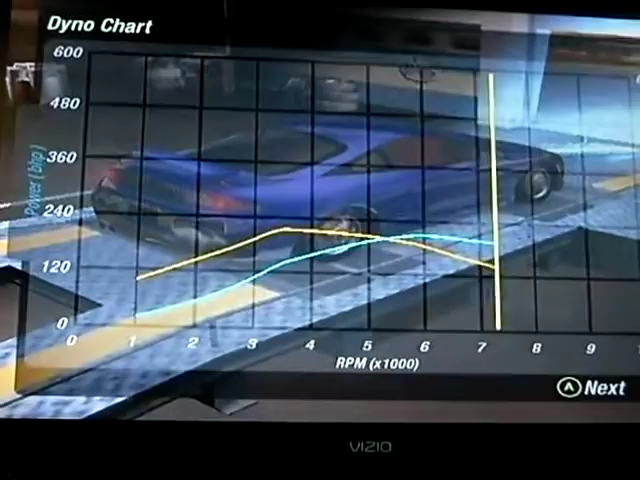 Dyno Chart
600
480
360
240
120
0
Power (bhp)
0 1 2 3 4 5 6 7 8 9
RPM (x1000)
A Next
VIZIO